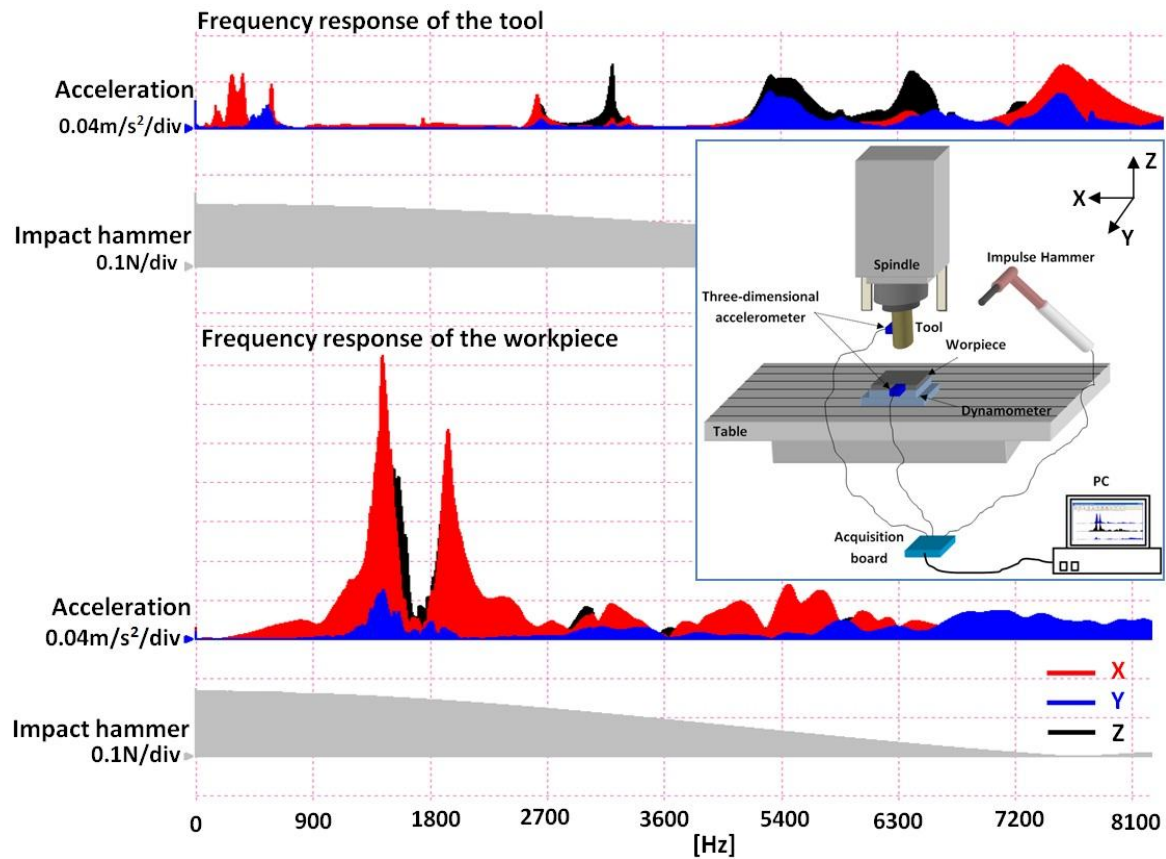 Frequency response of the tool
Acceleration
0.04m/s²/div
Impact hammer
0.1N/div
Z
X
Y
Spindle
Impulse Hammer
Three-dimensional
accelerometer
Tool
Worpiece
Dynamometer
Table
PC
Acquisition
board
Frequency response of the workpiece
Acceleration
0.04m/s²/div
X
Y
Z
Impact hammer
0.1N/div
0 900 1800 2700 3600 5400 6300 7200 8100
[Hz]